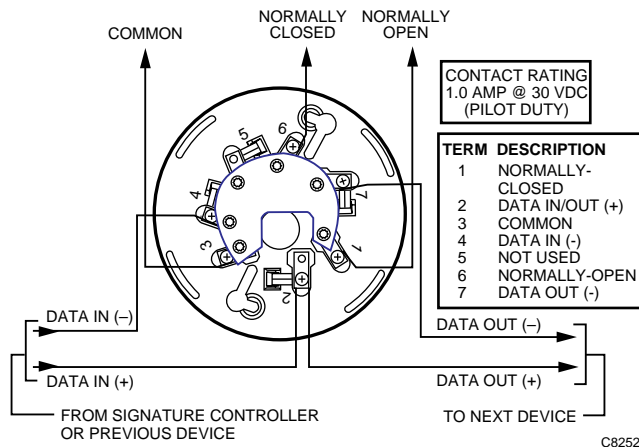 COMMON
NORMALLY
CLOSED
NORMALLY
OPEN
CONTACT RATING
1.0 AMP @ 30 VDC
(PILOT DUTY)
TERM DESCRIPTION
1 NORMALLY-
CLOSED
2 DATA IN/OUT (+)
3 COMMON
4 DATA IN (-)
5 NOT USED
6 NORMALLY-OPEN
7 DATA OUT (-)
5
6
4
7
3
1
2
DATA IN (–)
DATA OUT (–)
DATA IN (+)
DATA OUT (+)
FROM SIGNATURE CONTROLLER
OR PREVIOUS DEVICE
TO NEXT DEVICE
C8252